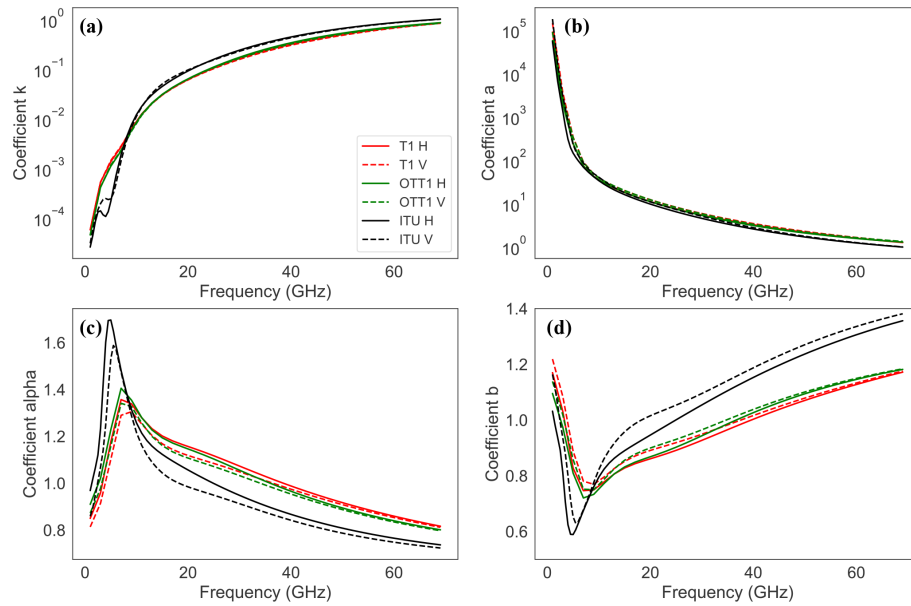 (a)
10^0
10^-1
10^-2
10^-3
10^-4
Coefficient k
T1 H
T1 V
OTT1 H
OTT1 V
ITU H
ITU V
0 20 40 60
Frequency (GHz)
(b)
10^5
10^4
10^3
10^2
10^1
10^0
Coefficient a
0 20 40 60
Frequency (GHz)
(c)
1.6
1.4
1.2
1.0
0.8
Coefficient alpha
0 20 40 60
Frequency (GHz)
(d)
1.4
1.2
1.0
0.8
0.6
Coefficient b
0 20 40 60
Frequency (GHz)